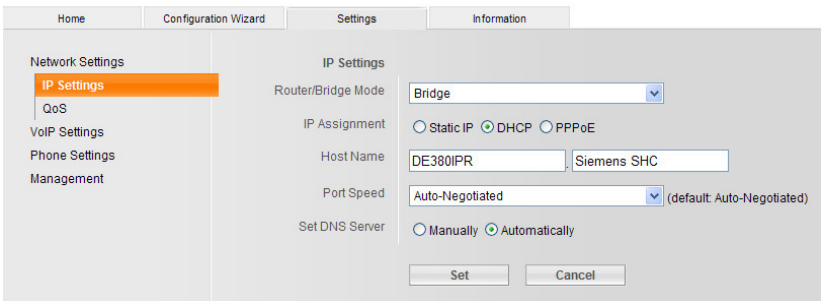 Home Configuration Wizard Settings Information
Network Settings
IP Settings
QoS
VoIP Settings
Phone Settings
Management
IP Settings
Router/Bridge Mode Bridge
IP Assignment Static IP DHCP PPPoE
Host Name DE380IPR . Siemens SHC
Port Speed Auto-Negotiated (default: Auto-Negotiated)
Set DNS Server Manually Automatically
Set Cancel